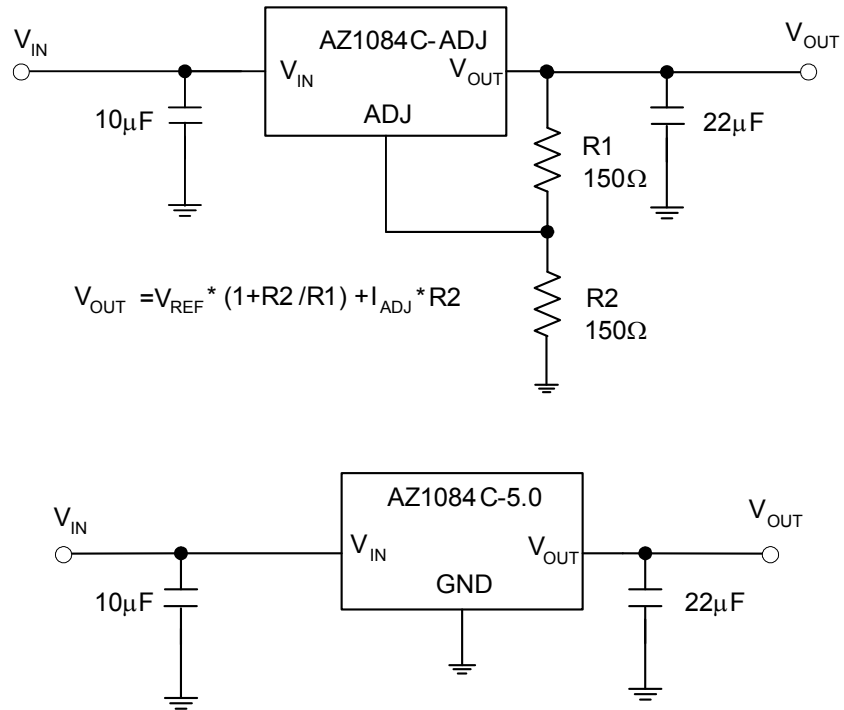 AZ1084C-ADJ
V_IN
V_OUT
V_IN
V_OUT
ADJ
10μF
22μF
R1
150Ω
V_OUT =V_REF * (1+R2/R1) +I_ADJ *R2
R2
150Ω
AZ1084C-5.0
V_IN
V_OUT
V_IN
V_OUT
GND
10μF
22μF